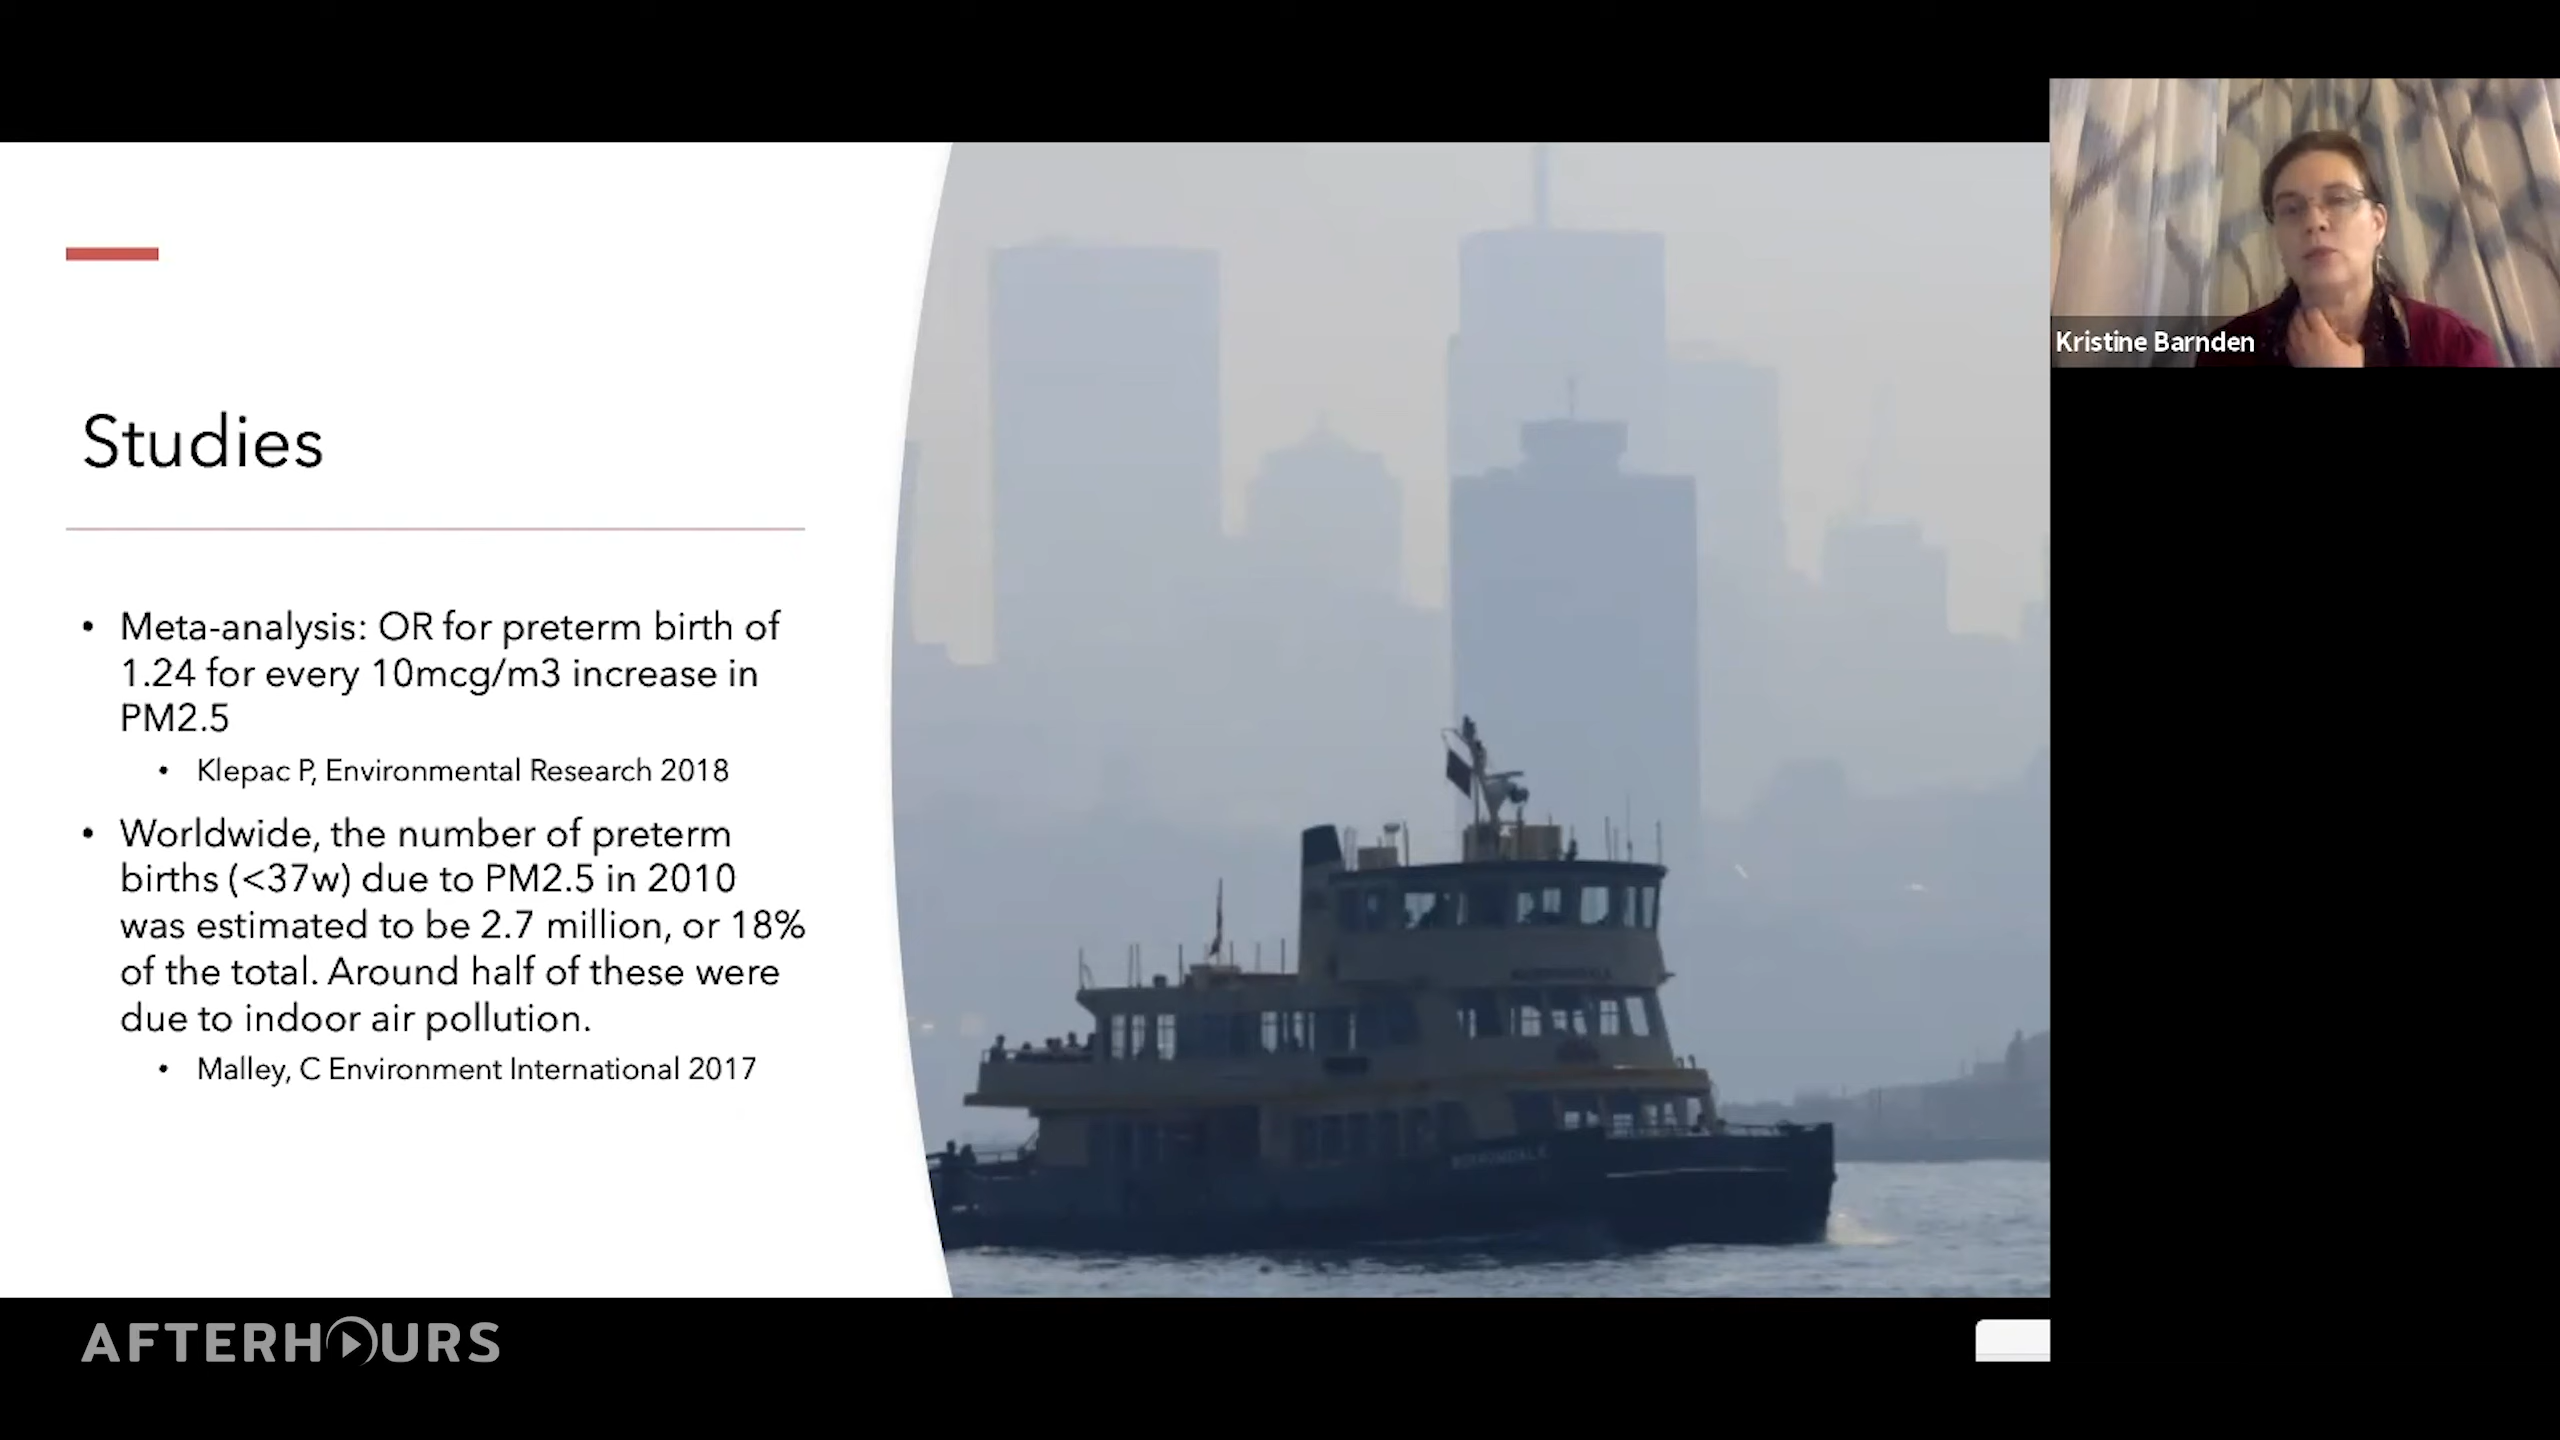 Studies
• Meta-analysis: OR for preterm birth of
1.24 for every 10mcg/m3 increase in
PM2.5
• Klepac P, Environmental Research 2018
• Worldwide, the number of preterm
births (<37w) due to PM2.5 in 2010
was estimated to be 2.7 million, or 18%
of the total. Around half of these were
due to indoor air pollution.
• Malley, C Environment International 2017
Kristine Barnden
AFTERHOURS